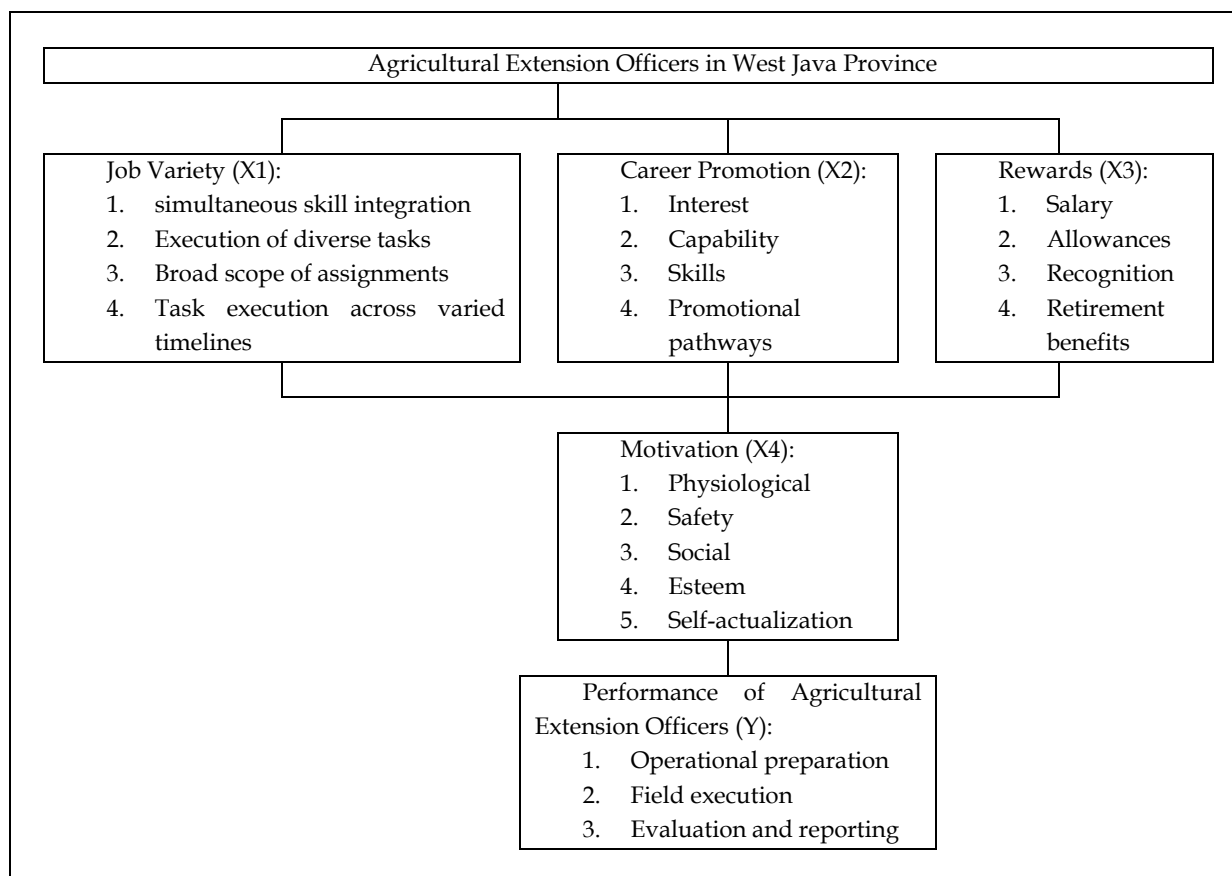 Agricultural Extension Officers in West Java Province
Job Variety (X1):
1. simultaneous skill integration
2. Execution of diverse tasks
3. Broad scope of assignments
4. Task execution across varied
timelines
Career Promotion (X2):
1. Interest
2. Capability
3. Skills
4. Promotional
pathways
Rewards (X3):
1. Salary
2. Allowances
3. Recognition
4. Retirement
benefits
Motivation (X4):
1. Physiological
2. Safety
3. Social
4. Esteem
5. Self-actualization
Performance of Agricultural
Extension Officers (Y):
1. Operational preparation
2. Field execution
3. Evaluation and reporting